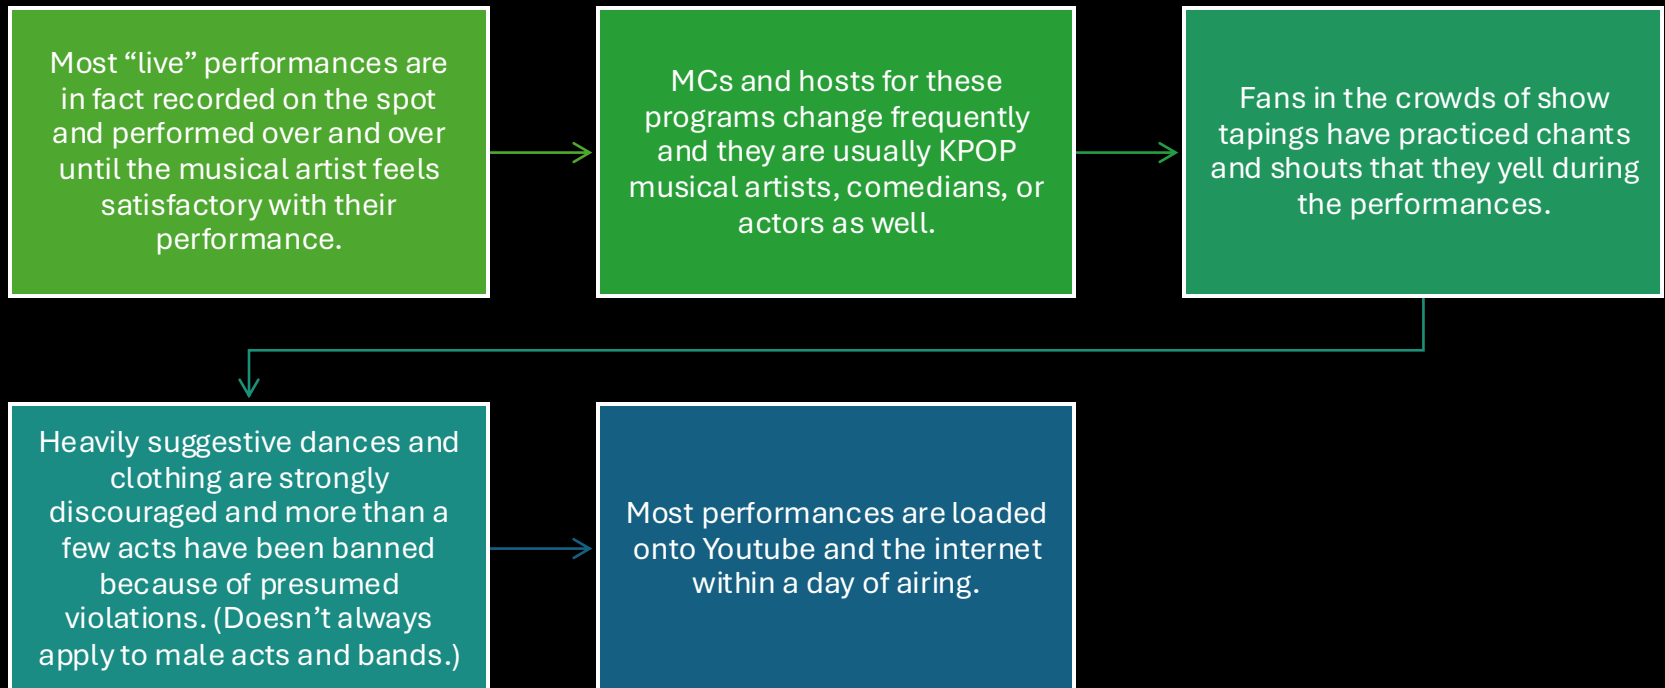 Most “live” performances are
in fact recorded on the spot
and performed over and over
until the musical artist feels
satisfactory with their
performance.
MCs and hosts for these
programs change frequently
and they are usually KPOP
musical artists, comedians, or
actors as well.
Fans in the crowds of show
tapings have practiced chants
and shouts that they yell during
the performances.
Heavily suggestive dances and
clothing are strongly
discouraged and more than a
few acts have been banned
because of presumed
violations. (Doesn’t always
apply to male acts and bands.)
Most performances are loaded
onto Youtube and the internet
within a day of airing.